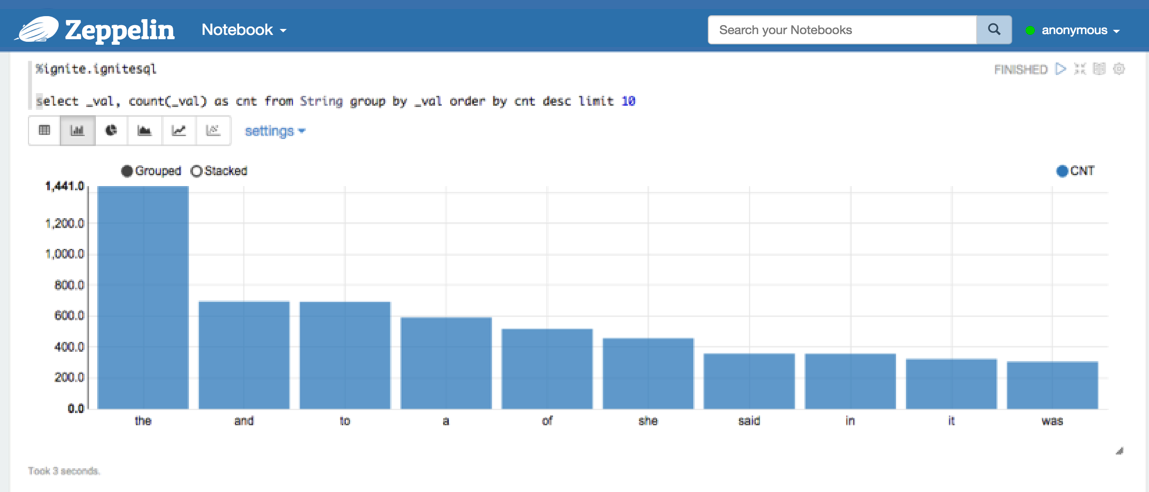 Zeppelin Notebook Search your Notebooks anonymous
%ignite.ignitesql FINISHED
select _val, count(_val) as cnt from String group by _val order by cnt desc limit 10
settings
Grouped Stacked CNT
1,441.0
1,200.0
1,000.0
800.0
600.0
400.0
200.0
0.0
the and to a of she said in it was
Took 3 seconds.